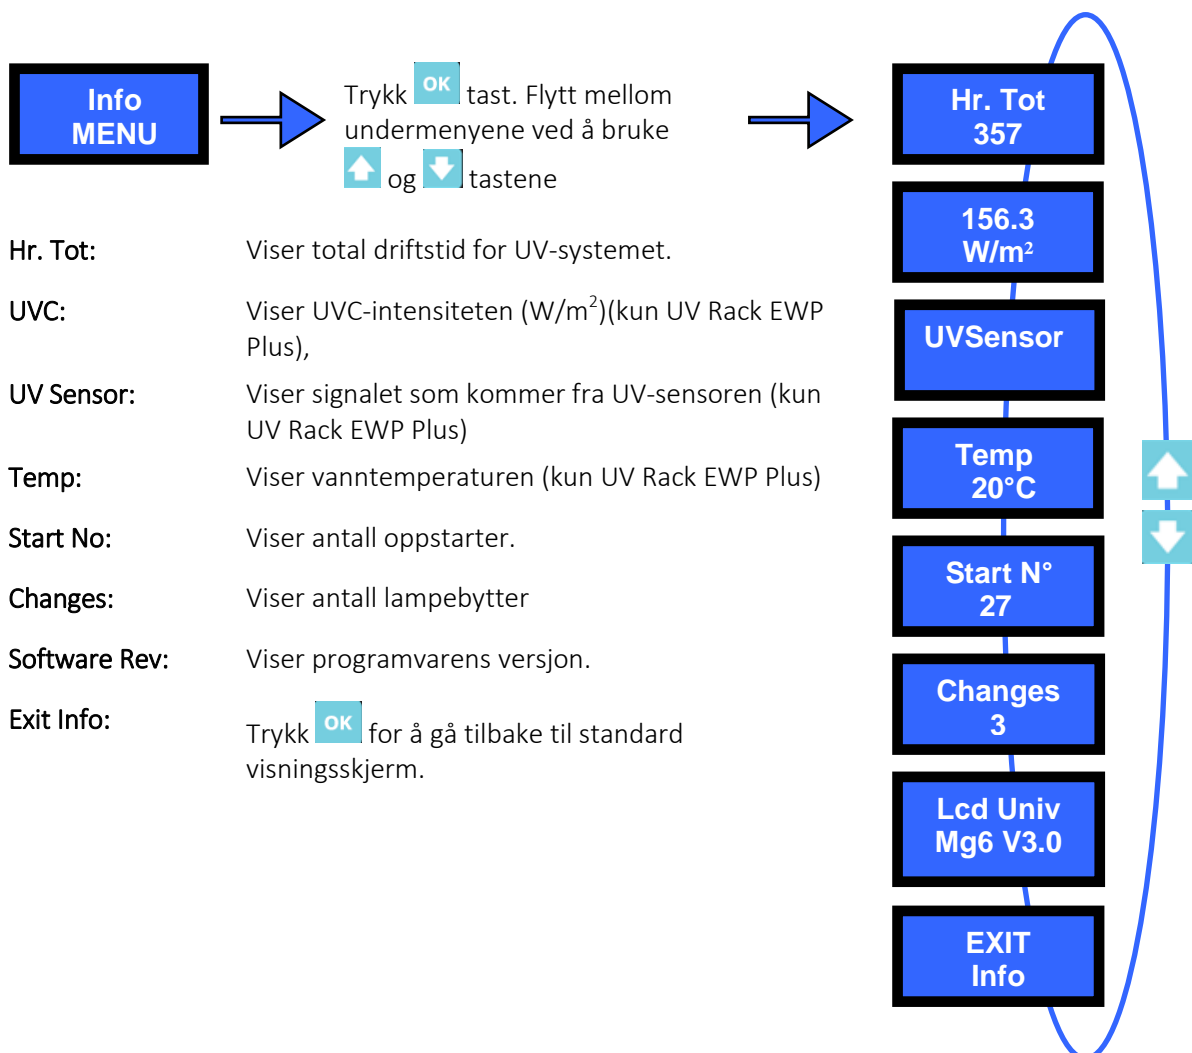 Info
MENU
Trykk OK tast. Flytt mellom
undermenyene ved å bruke
og tastene
Hr. Tot:
Viser total driftstid for UV-systemet.
UVC:
Viser UVC-intensiteten (W/m²)(kun UV Rack EWP
Plus),
UV Sensor:
Viser signalet som kommer fra UV-sensoren (kun
UV Rack EWP Plus)
Temp:
Viser vanntemperaturen (kun UV Rack EWP Plus)
Start No:
Viser antall oppstarter.
Changes:
Viser antall lampebytter
Software Rev:
Viser programvarens versjon.
Exit Info:
Trykk OK for å gå tilbake til standard
visningsskjerm.
Hr. Tot
357
156.3
W/m²
UVSensor
Temp
20°C
Start N°
27
Changes
3
Lcd Univ
Mg6 V3.0
EXIT
Info